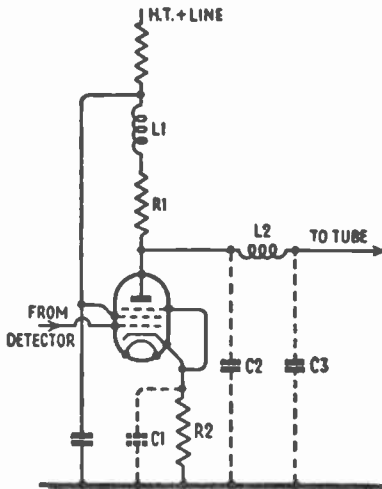 H.T.+LINE
L1
R1
L2
TO TUBE
FROM
DETECTOR
C2
C3
C1
R2